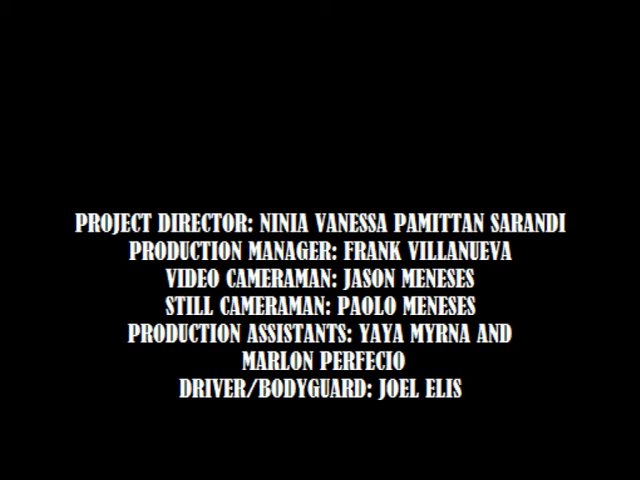 PROJECT DIRECTOR: NINIA VANESSA PAMITTAN SARANDI
PRODUCTION MANAGER: FRANK VILLANUEVA
VIDEO CAMERAMAN: JASON MENESES
STILL CAMERAMAN: PAOLO MENESES
PRODUCTION ASSISTANTS: YAYA MYRNA AND
MARLON PERFECIO
DRIVER/BODYGUARD: JOEL ELIS